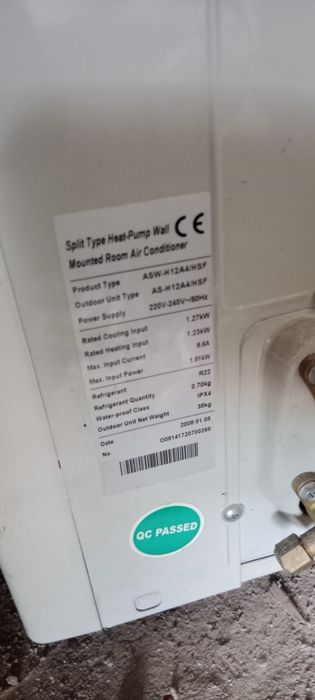 Split Type Heat-Pump Wall CE
Mounted Room Air Conditioner
Product Type ASW-H12A4/HSF
Outdoor Unit Type AS-H12A4/HSF
Power Supply 220V-240V~/50Hz
Rated Cooling Input 1.27kW
Rated Heating Input 1.23kW
Max. Input Current 8.6A
Max. Input Power 1.91kW
Refrigerant R22
Refrigerant Quantity 0.70kg
Water-proof Class IPX4
Outdoor Unit Net Weight 38kg
Date 2008.01.08
No. O08141720700268
QC PASSED